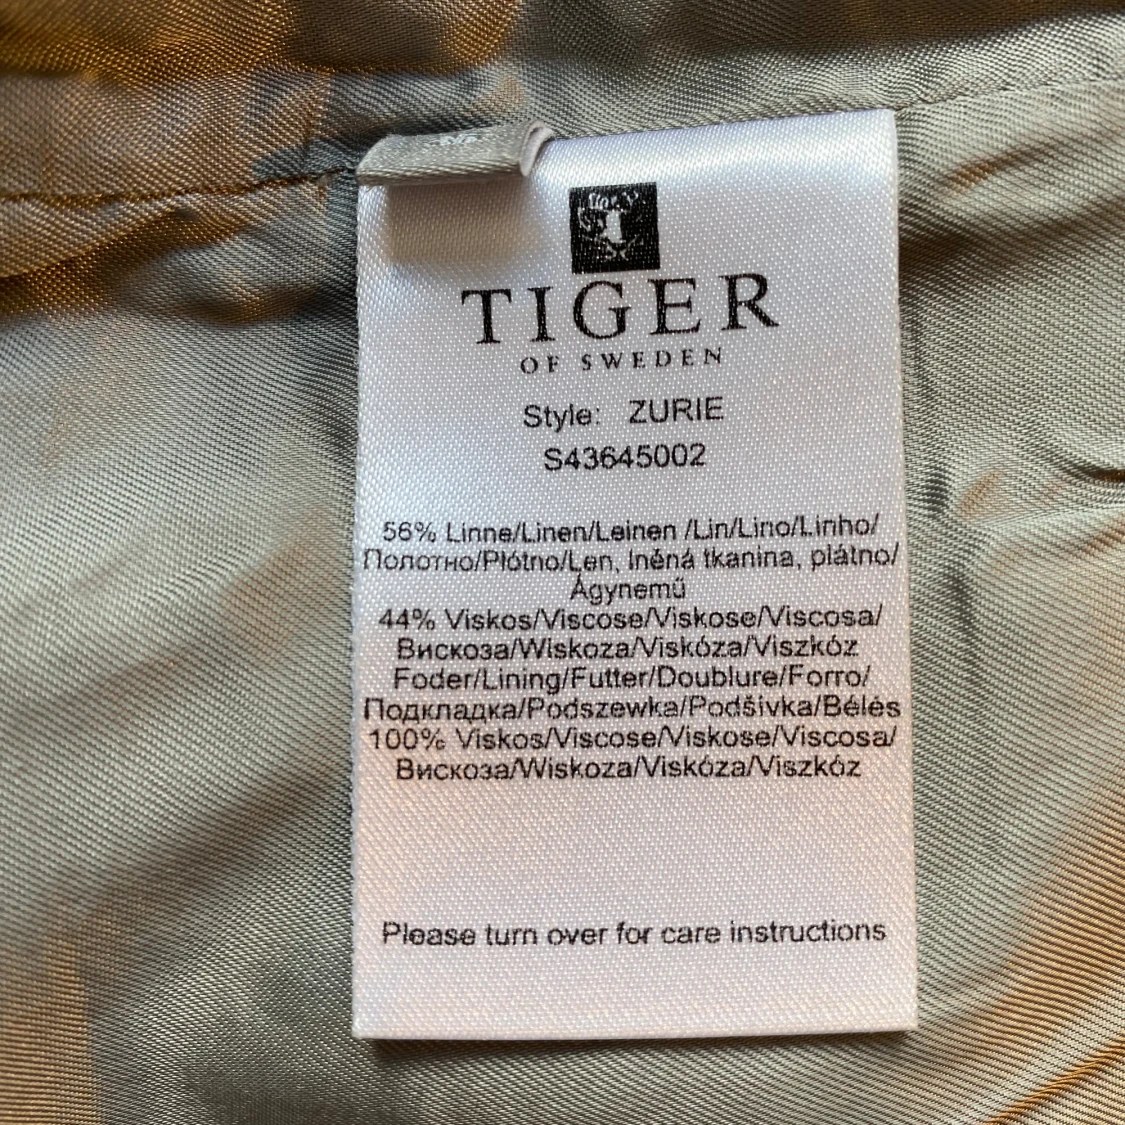 TIGER
OF SWEDEN
Style: ZURIE
S43645002
56% Linne/Linen/Leinen /Lin/Lino/Linho/
Полотно/Płótno/Len, lněná tkanina, plátno/
Ágynemű
44% Viskos/Viscose/Viskose/Viscosa/
Вискоза/Wiskoza/Viskóza/Viszkóz
Foder/Lining/Futter/Doublure/Forro/
Подкладка/Podszewka/Podšívka/Bélés
100% Viskos/Viscose/Viskose/Viscosa/
Вискоза/Wiskoza/Viskóza/Viszkóz
Please turn over for care instructions